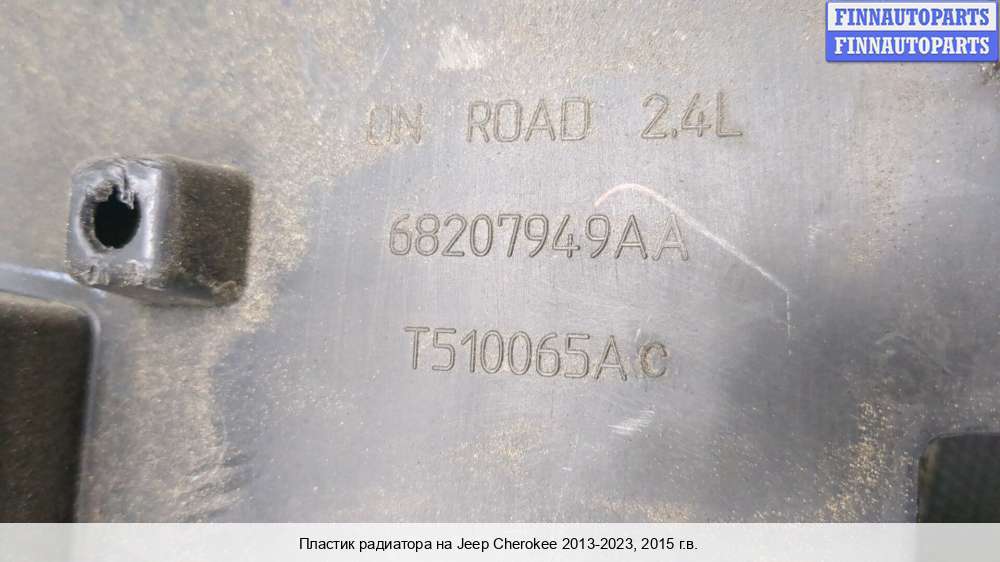 FINNAUTOPARTS
FINNAUTOPARTS
ON ROAD 2.4L
68207949AA
T510065AC
Пластик радиатора на Jeep Cherokee 2013-2023, 2015 г.в.